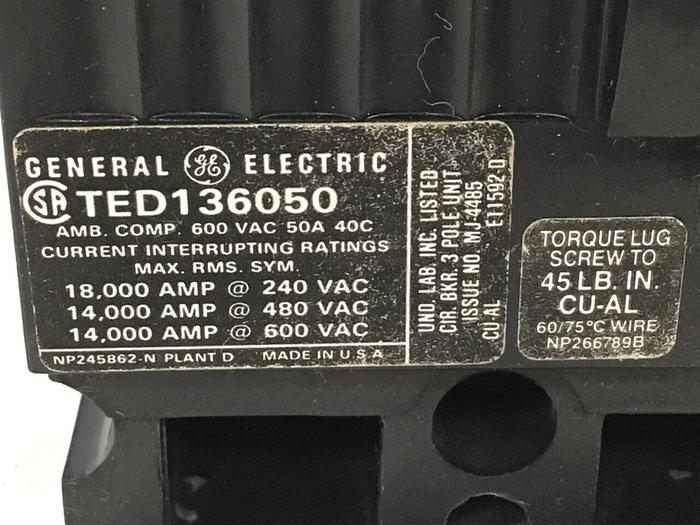 GENERAL GE ELECTRIC
SA TED136050
AMB. COMP. 600 VAC 50A 40C
CURRENT INTERRUPTING RATINGS
MAX. RMS. SYM.
18,000 AMP @ 240 VAC
14,000 AMP @ 480 VAC
14,000 AMP @ 600 VAC
NP245862-N PLANT D MADE IN U S A
UND. LAB. INC. LISTED
CIR. BKR. 3 POLE UNIT
ISSUE NO. MJ-4485
CU-AL E11592 D
TORQUE LUG
SCREW TO
45 LB. IN.
CU-AL
60/75°C WIRE
NP266789B